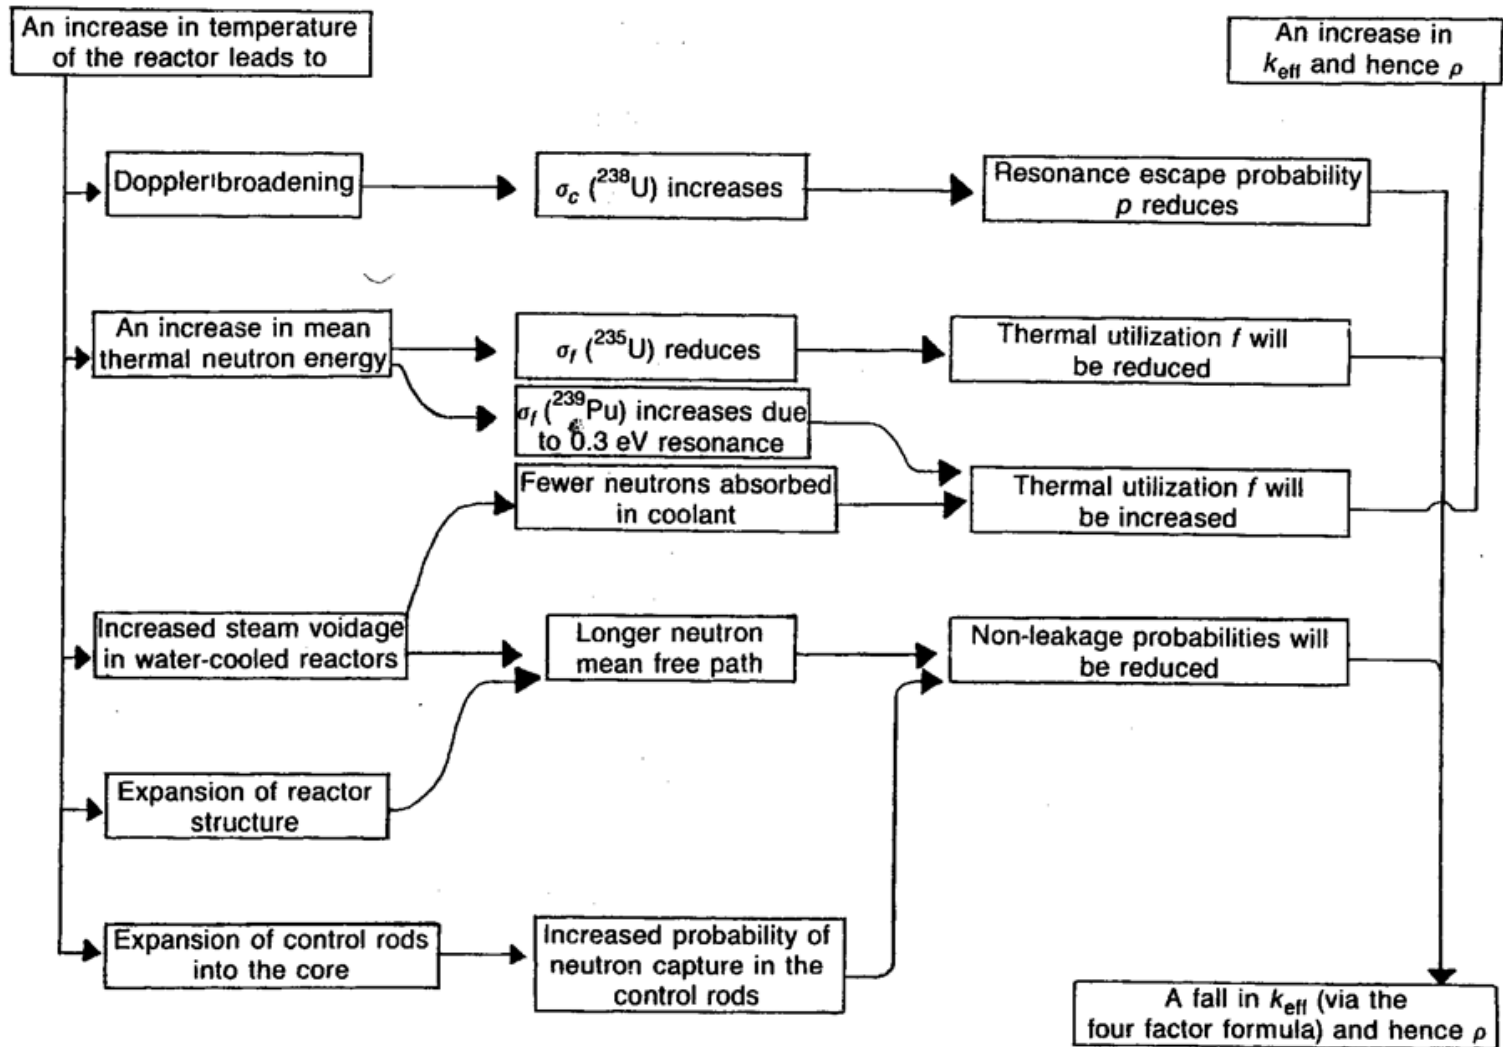 An increase in temperature
of the reactor leads to
An increase in
k_eff and hence ρ
Doppler broadening
σ_c (²³⁸U) increases
Resonance escape probability
p reduces
An increase in mean
thermal neutron energy
σ_f (²³⁵U) reduces
Thermal utilization f will
be reduced
σ_f (²³⁹Pu) increases due
to 0.3 eV resonance
Fewer neutrons absorbed
in coolant
Thermal utilization f will
be increased
Increased steam voidage
in water-cooled reactors
Longer neutron
mean free path
Non-leakage probabilities will
be reduced
Expansion of reactor
structure
Expansion of control rods
into the core
Increased probability of
neutron capture in the
control rods
A fall in k_eff (via the
four factor formula) and hence ρ